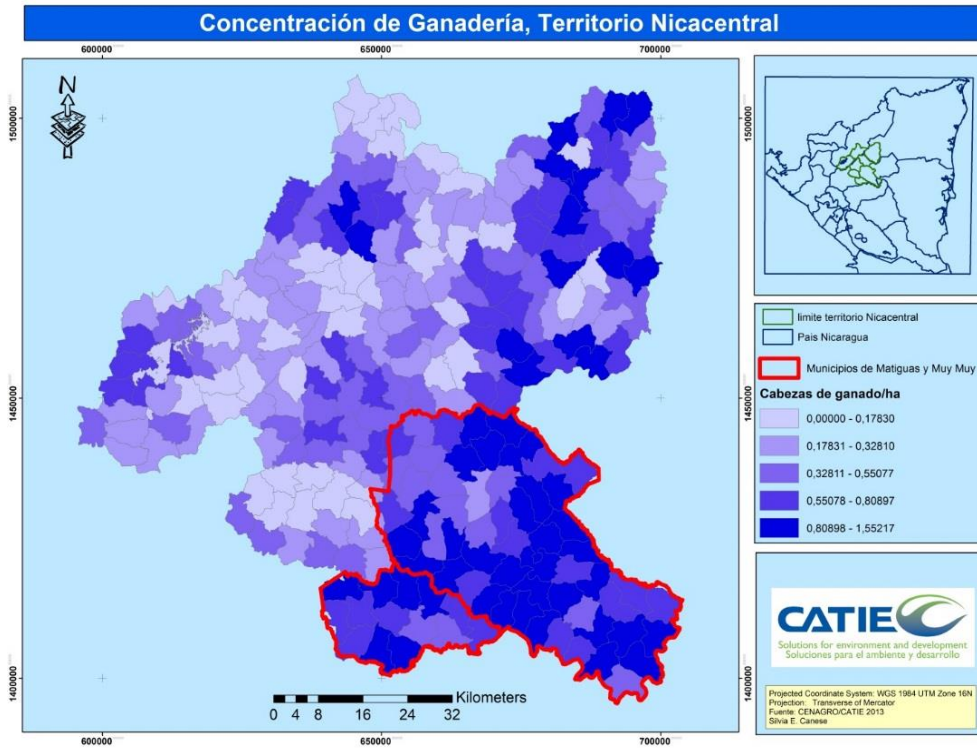 Concentración de Ganadería, Territorio Nicacentral
600000
650000
700000
N
1500000
1500000
1450000
1450000
1400000
1400000
limite territorio Nicacentral
Pais Nicaragua
Municipios de Matiguas y Muy Muy
Cabezas de ganado/ha
0,00000 - 0,17830
0,17831 - 0,32810
0,32811 - 0,55077
0,55078 - 0,80897
0,80898 - 1,55217
CATIE
Solutions for environment and development
Soluciones para el ambiente y desarrollo
Kilometers
0 4 8 16 24 32
Projected Coordinate System: WGS 1984 UTM Zone 16N
Projection: Transverse of Mercator
Fuente: CENAGRO/CATIE 2013
Silvia E. Canese
600000
650000
700000